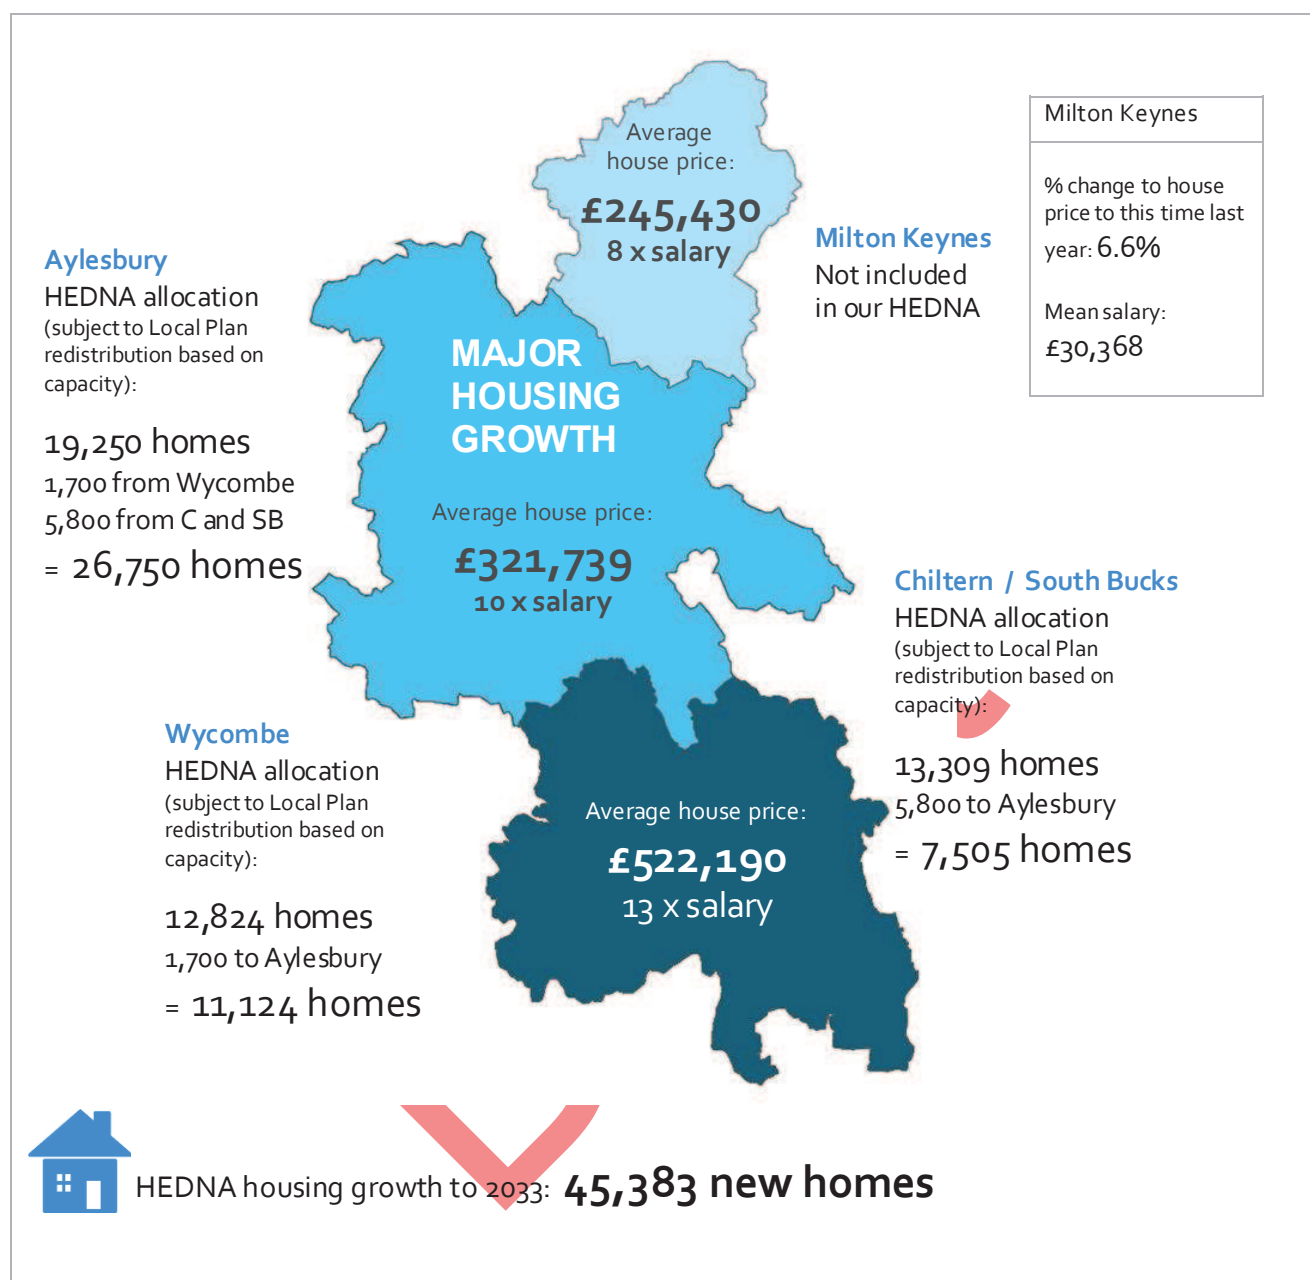 Average
house price:
£245,430
8 x salary
Milton Keynes
% change to house
price to this time last
year: 6.6%
Mean salary:
£30,368
Milton Keynes
Not included
in our HEDNA
Aylesbury
HEDNA allocation
(subject to Local Plan
redistribution based on
capacity):
19,250 homes
1,700 from Wycombe
5,800 from C and SB
= 26,750 homes
MAJOR
HOUSING
GROWTH
Average house price:
£321,739
10 x salary
Chiltern / South Bucks
HEDNA allocation
(subject to Local Plan
redistribution based on
capacity):
13,309 homes
5,800 to Aylesbury
= 7,505 homes
Wycombe
HEDNA allocation
(subject to Local Plan
redistribution based on
capacity):
12,824 homes
1,700 to Aylesbury
= 11,124 homes
Average house price:
£522,190
13 x salary
HEDNA housing growth to 2033: 45,383 new homes